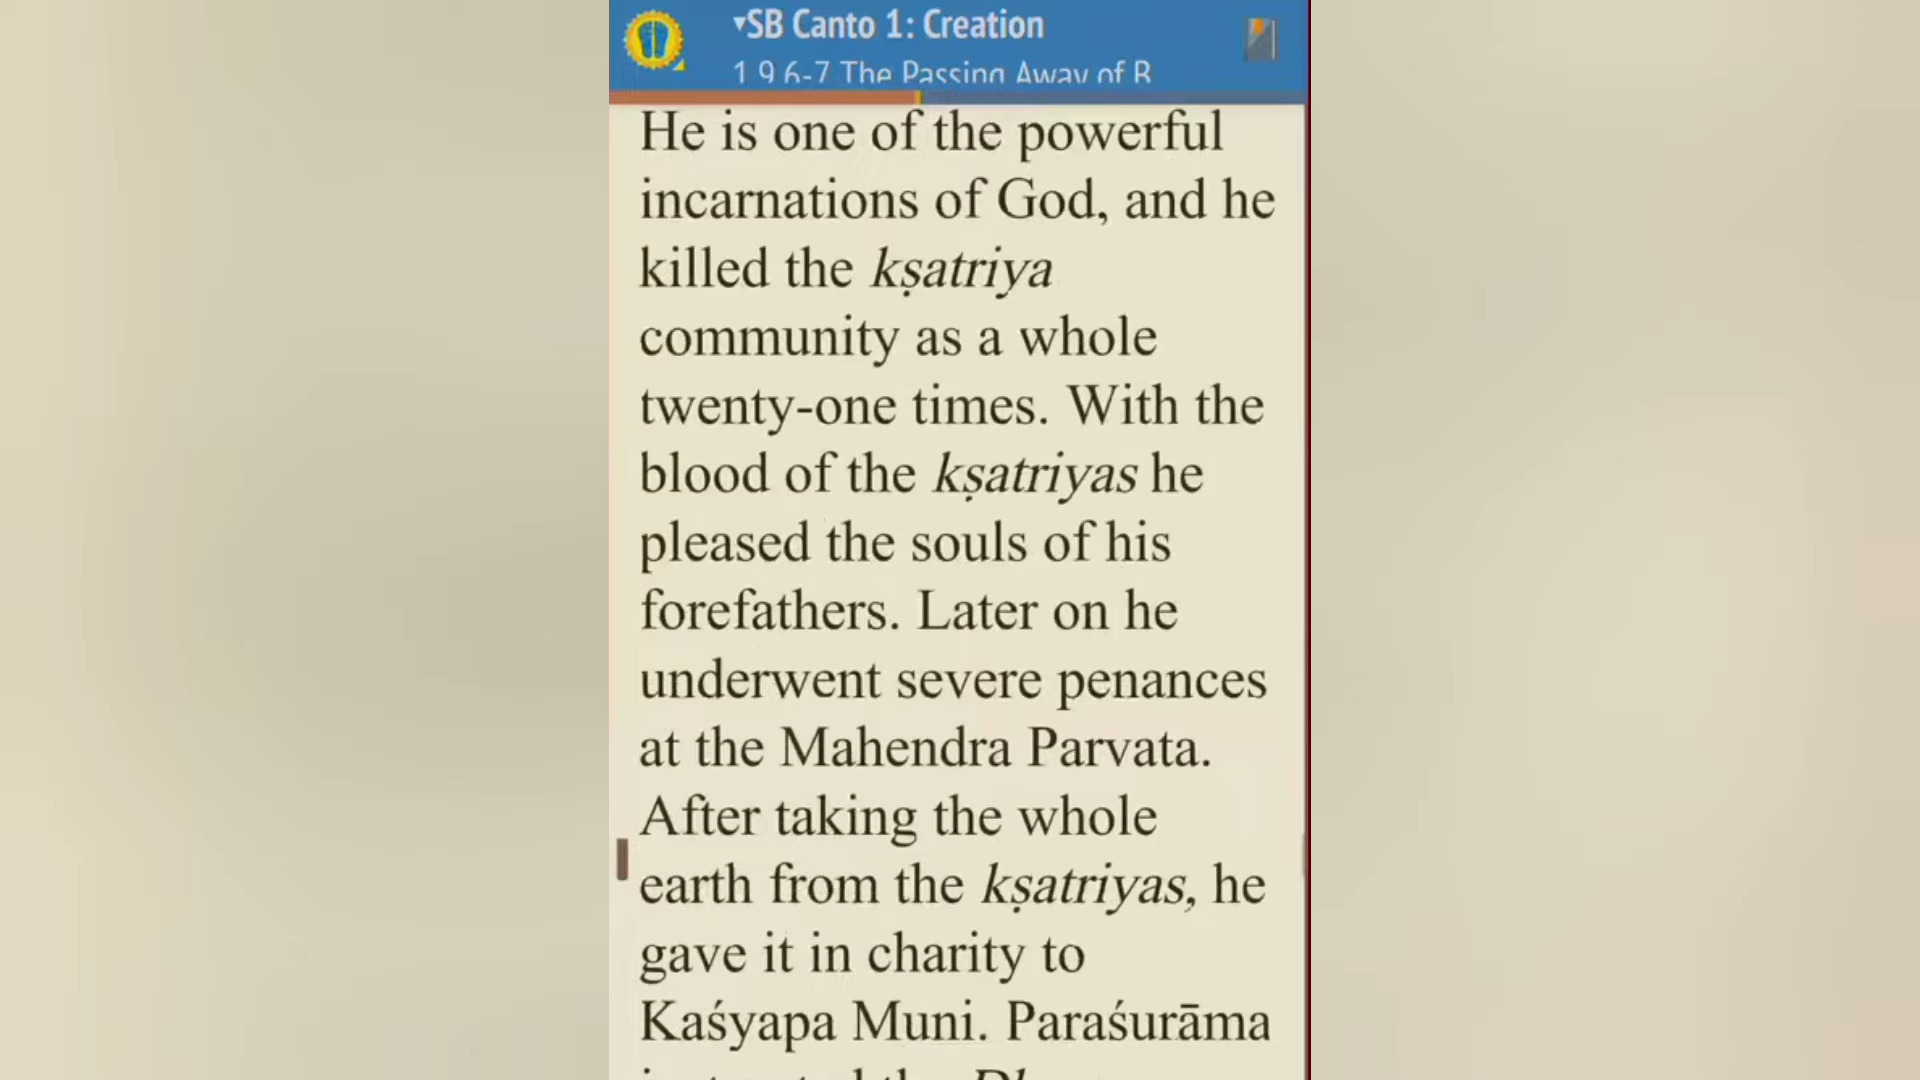 ▾SB Canto 1: Creation
1.9.6-7 The Passing Away of B
He is one of the powerful
incarnations of God, and he
killed the kṣatriya
community as a whole
twenty-one times. With the
blood of the kṣatriyas he
pleased the souls of his
forefathers. Later on he
underwent severe penances
at the Mahendra Parvata.
After taking the whole
earth from the kṣatriyas, he
gave it in charity to
Kaśyapa Muni. Paraśurāma